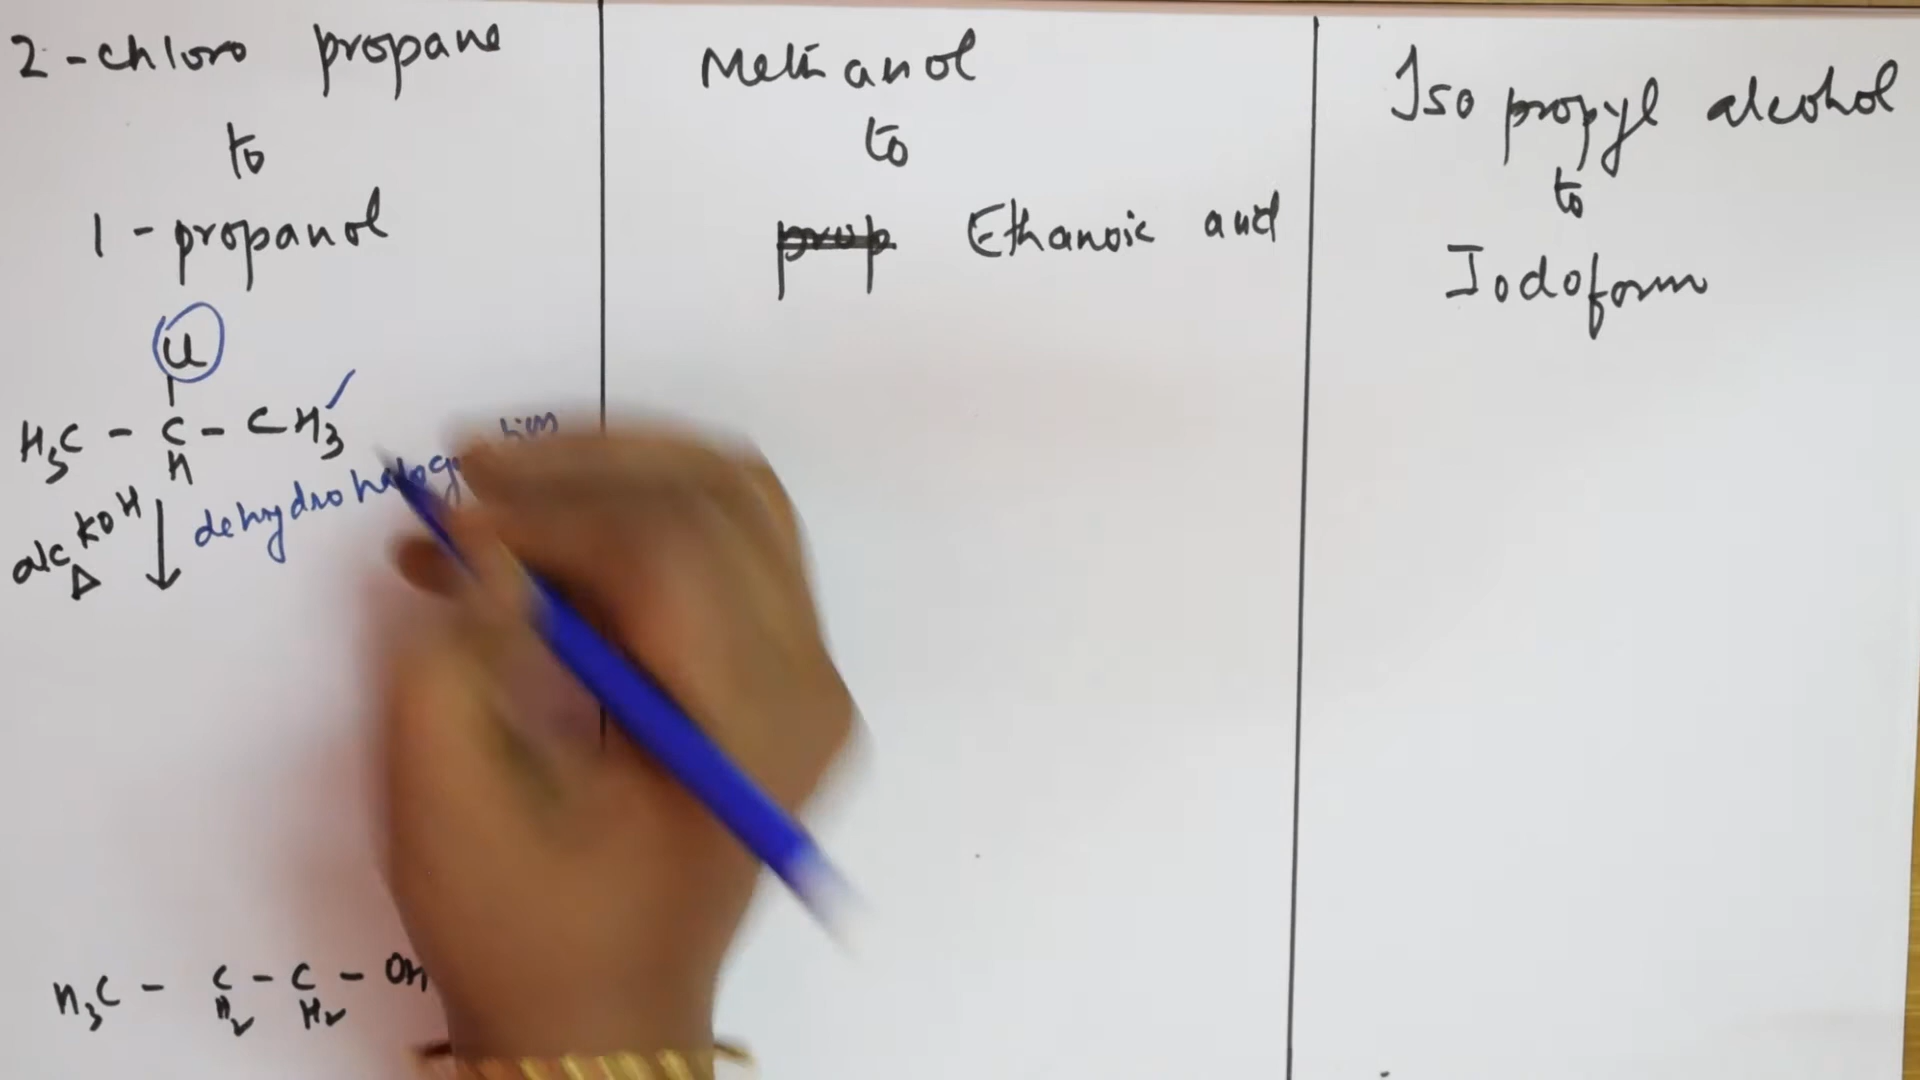 2-chloro propane
to
1-propanol
Cl
H3C - C - CH3
H
alc KOH
Δ
H3C - C - C - OH
H2 H2
Methanol
to
prop Ethanoic acid
Iso propyl alcohol
to
Iodoform